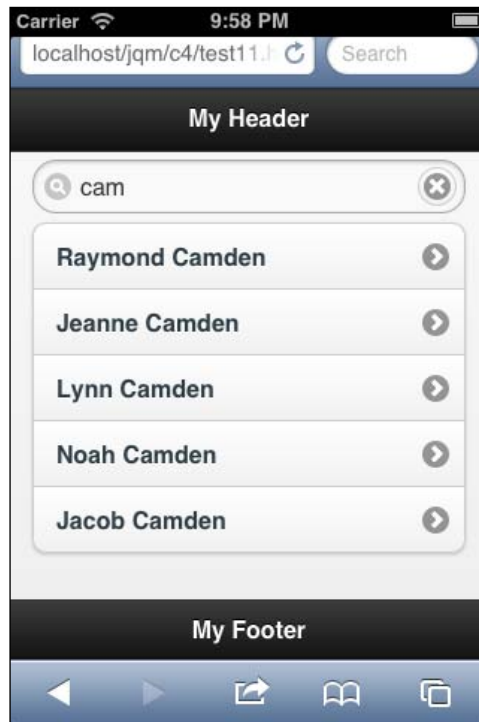 Carrier 9:58 PM
localhost/jqm/c4/test11.h Search
My Header
cam
Raymond Camden
Jeanne Camden
Lynn Camden
Noah Camden
Jacob Camden
My Footer